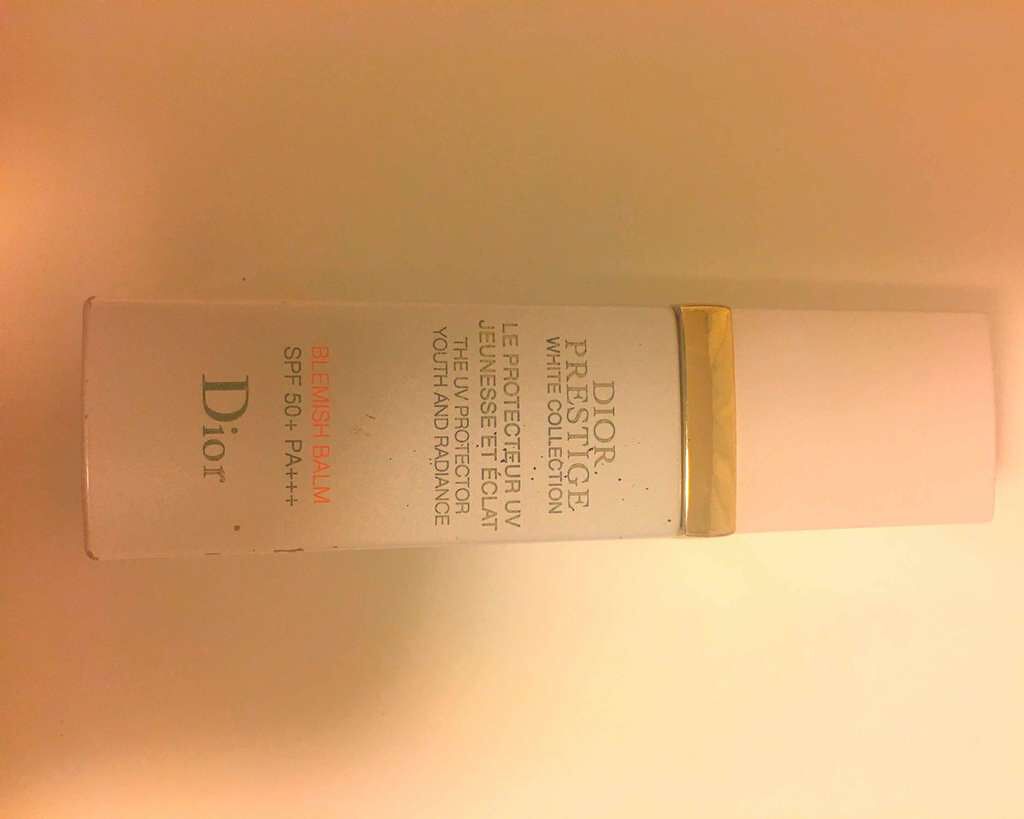 DIOR
PRESTIGE
WHITE COLLECTION
LE PROTECTEUR UV
JEUNESSE ET ÉCLAT
THE UV PROTECTOR
YOUTH AND RADIANCE
BLEMISH BALM
SPF 50+ PA+++
Dior